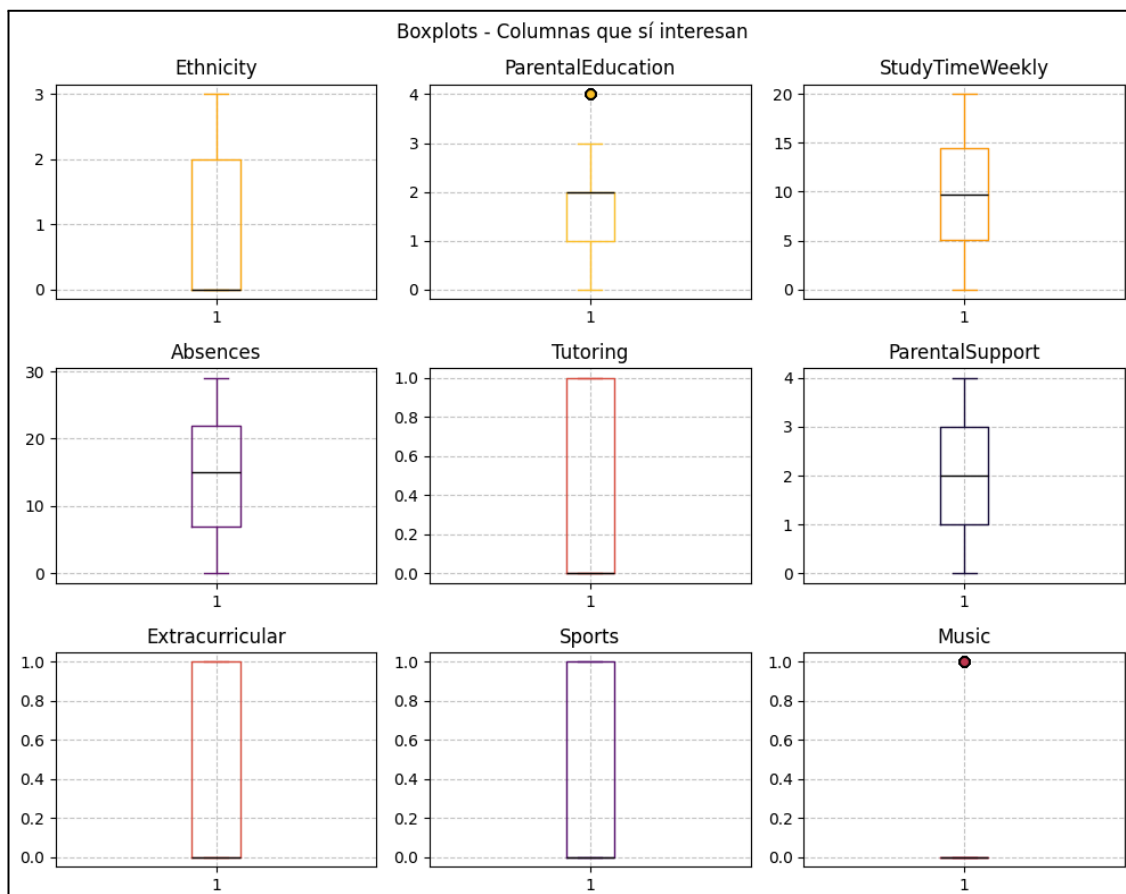 Boxplots - Columnas que sí interesan
Ethnicity ParentalEducation StudyTimeWeekly
3 4 20
3 15
2 2 10
1 1 5
0 0 0
1 1 1
Absences Tutoring ParentalSupport
30 1.0 4
0.8 3
20 0.6 2
10 0.4 1
0.2
0 0.0 0
1 1 1
Extracurricular Sports Music
1.0 1.0 1.0
0.8 0.8 0.8
0.6 0.6 0.6
0.4 0.4 0.4
0.2 0.2 0.2
0.0 0.0 0.0
1 1 1